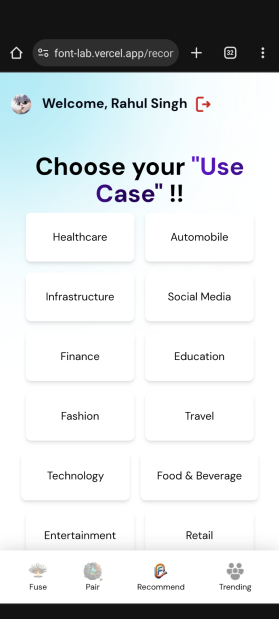 font-lab.vercel.app/recor
32
Welcome, Rahul Singh
Choose your "Use
Case" !!
Healthcare
Automobile
Infrastructure
Social Media
Finance
Education
Fashion
Travel
Technology
Food & Beverage
Entertainment
Retail
Fuse
Pair
Recommend
Trending